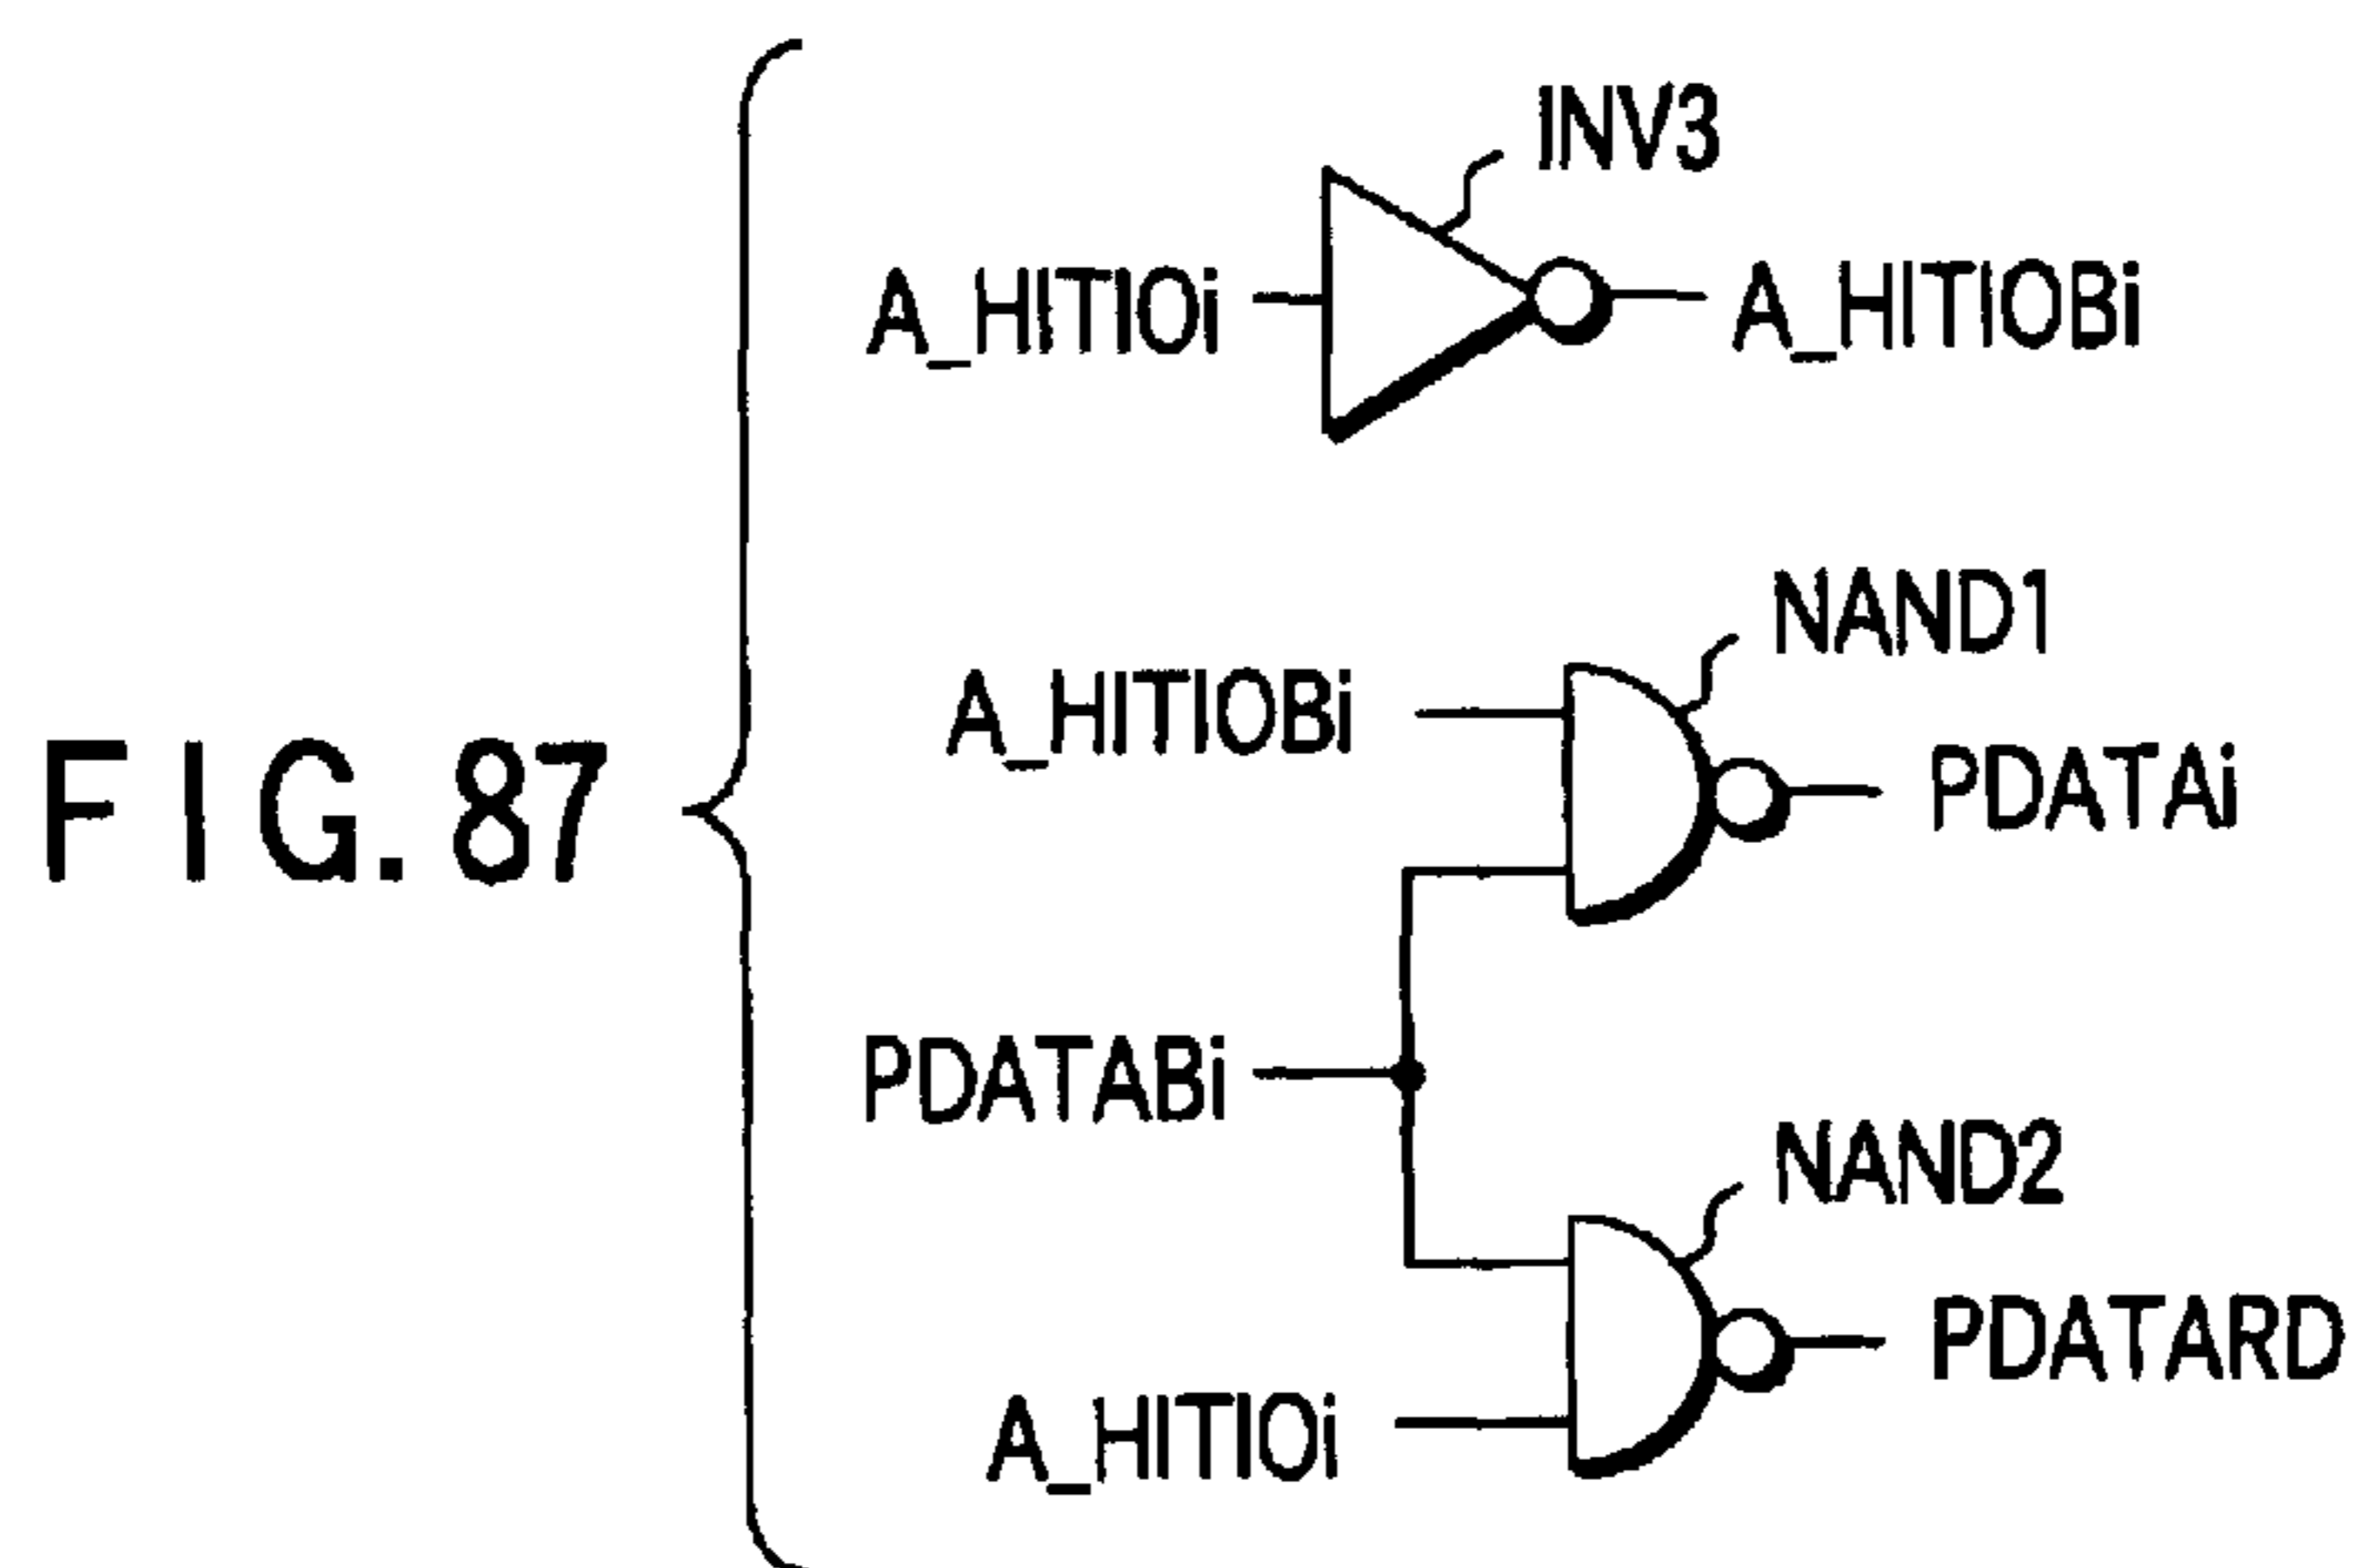 INV3
A_HITIOi
A_HITIOBi
NAND1
A_HITIOBi
PDATAi
FIG. 87
PDATABi
NAND2
PDATARD
A_HITIOi